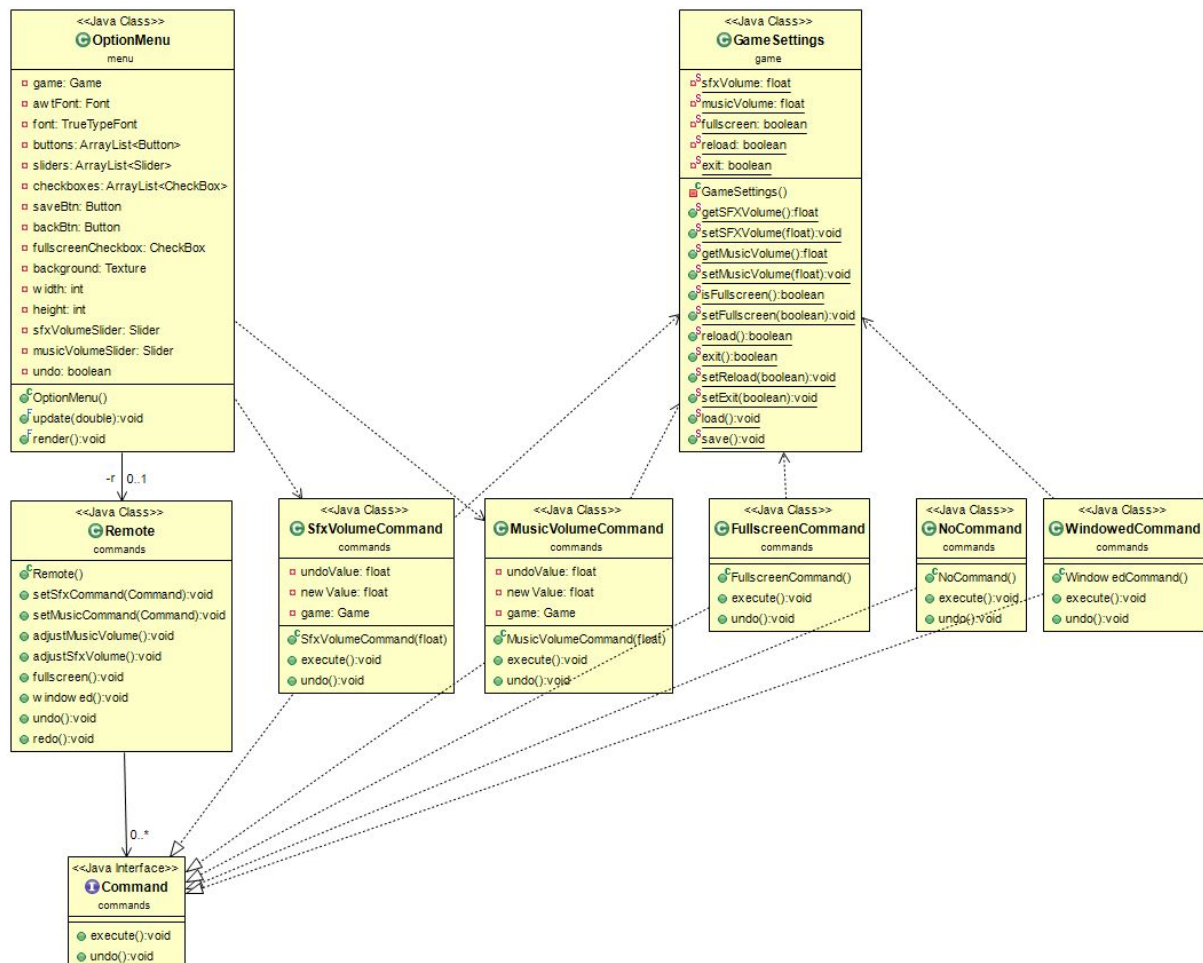 <<Java Class>>
OptionMenu
menu
game: Game
awtFont: Font
font: TrueTypeFont
buttons: ArrayList<Button>
sliders: ArrayList<Slider>
checkboxes: ArrayList<CheckBox>
saveBtn: Button
backBtn: Button
fullscreenCheckbox: CheckBox
background: Texture
width: int
height: int
sfxVolumeSlider: Slider
musicVolumeSlider: Slider
undo: boolean
OptionMenu()
update(double):void
render():void
<<Java Class>>
GameSettings
game
sfxVolume: float
musicVolume: float
fullscreen: boolean
reload: boolean
exit: boolean
GameSettings()
getSFXVolume():float
setSFXVolume(float):void
getMusicVolume():float
setMusicVolume(float):void
isFullscreen():boolean
setFullscreen(boolean):void
reload():boolean
exit():boolean
setReload(boolean):void
setExit(boolean):void
load():void
save():void
-r 0..1
<<Java Class>>
Remote
commands
Remote()
setSfxCommand(Command):void
setMusicCommand(Command):void
adjustMusicVolume():void
adjustSfxVolume():void
fullscreen():void
windowed():void
undo():void
redo():void
<<Java Class>>
SfxVolumeCommand
commands
undoValue: float
newValue: float
game: Game
SfxVolumeCommand(float)
execute():void
undo():void
<<Java Class>>
MusicVolumeCommand
commands
undoValue: float
newValue: float
game: Game
MusicVolumeCommand(float)
execute():void
undo():void
<<Java Class>>
FullscreenCommand
commands
FullscreenCommand()
execute():void
undo():void
<<Java Class>>
NoCommand
commands
NoCommand()
execute():void
undo():void
<<Java Class>>
WindowedCommand
commands
WindowedCommand()
execute():void
undo():void
0..*
<<Java Interface>>
Command
commands
execute():void
undo():void